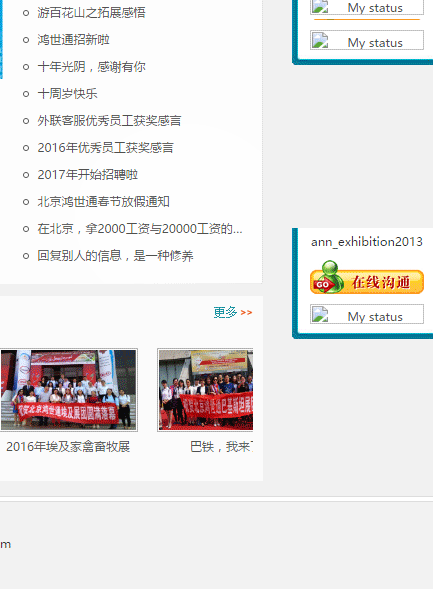 游百花山之拓展感悟
鸿世通招新啦
十年光阴，感谢有你
十周岁快乐
外联客服优秀员工获奖感言
2016年优秀员工获奖感言
2017年开始招聘啦
北京鸿世通春节放假通知
在北京，拿2000工资与20000工资的...
回复别人的信息，是一种修养
更多 >>
2016年埃及家禽畜牧展
巴铁，我来
My status
My status
ann_exhibition2013
GO 在线沟通
My status
m